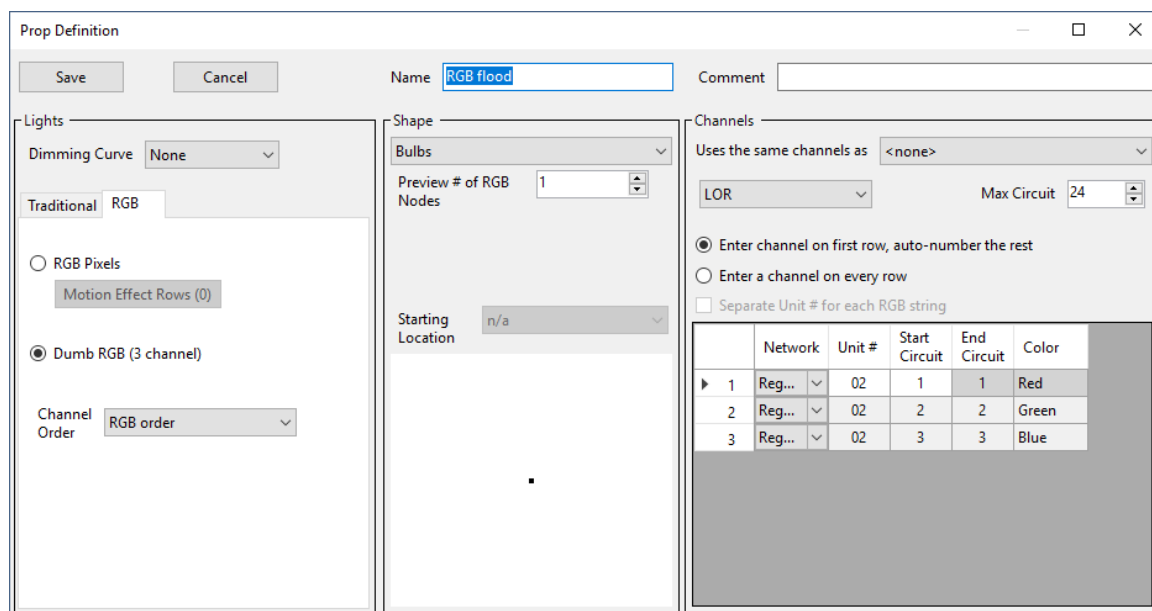 Prop Definition
Save
Cancel
Name RGB flood
Comment
Lights
Dimming Curve None
Traditional RGB
RGB Pixels
Motion Effect Rows (0)
Dumb RGB (3 channel)
Channel
Order
RGB order
Shape
Bulbs
Preview # of RGB
Nodes
1
Starting
Location
n/a
Channels
Uses the same channels as <none>
LOR
Max Circuit 24
Enter channel on first row, auto-number the rest
Enter a channel on every row
Separate Unit # for each RGB string
Network Unit # Start Circuit End Circuit Color
1 Reg... 02 1 1 Red
2 Reg... 02 2 2 Green
3 Reg... 02 3 3 Blue